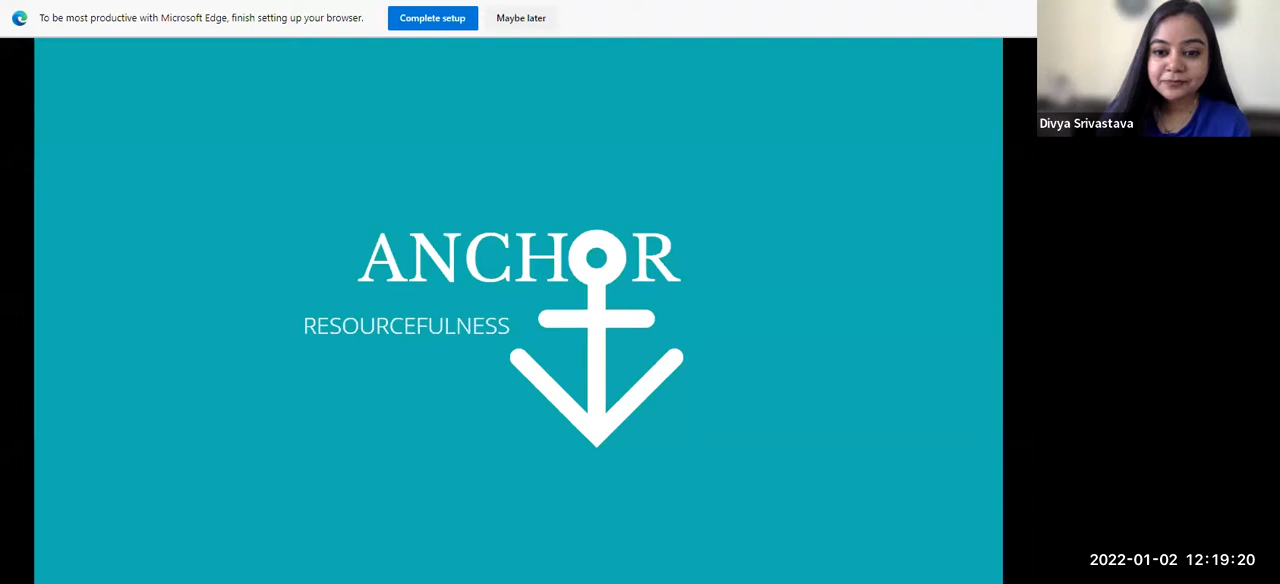 To be most productive with Microsoft Edge, finish setting up your browser. Complete setup Maybe later
Divya Srivastava
ANCHOR
RESOURCEFULNESS
2022-01-02 12:19:20